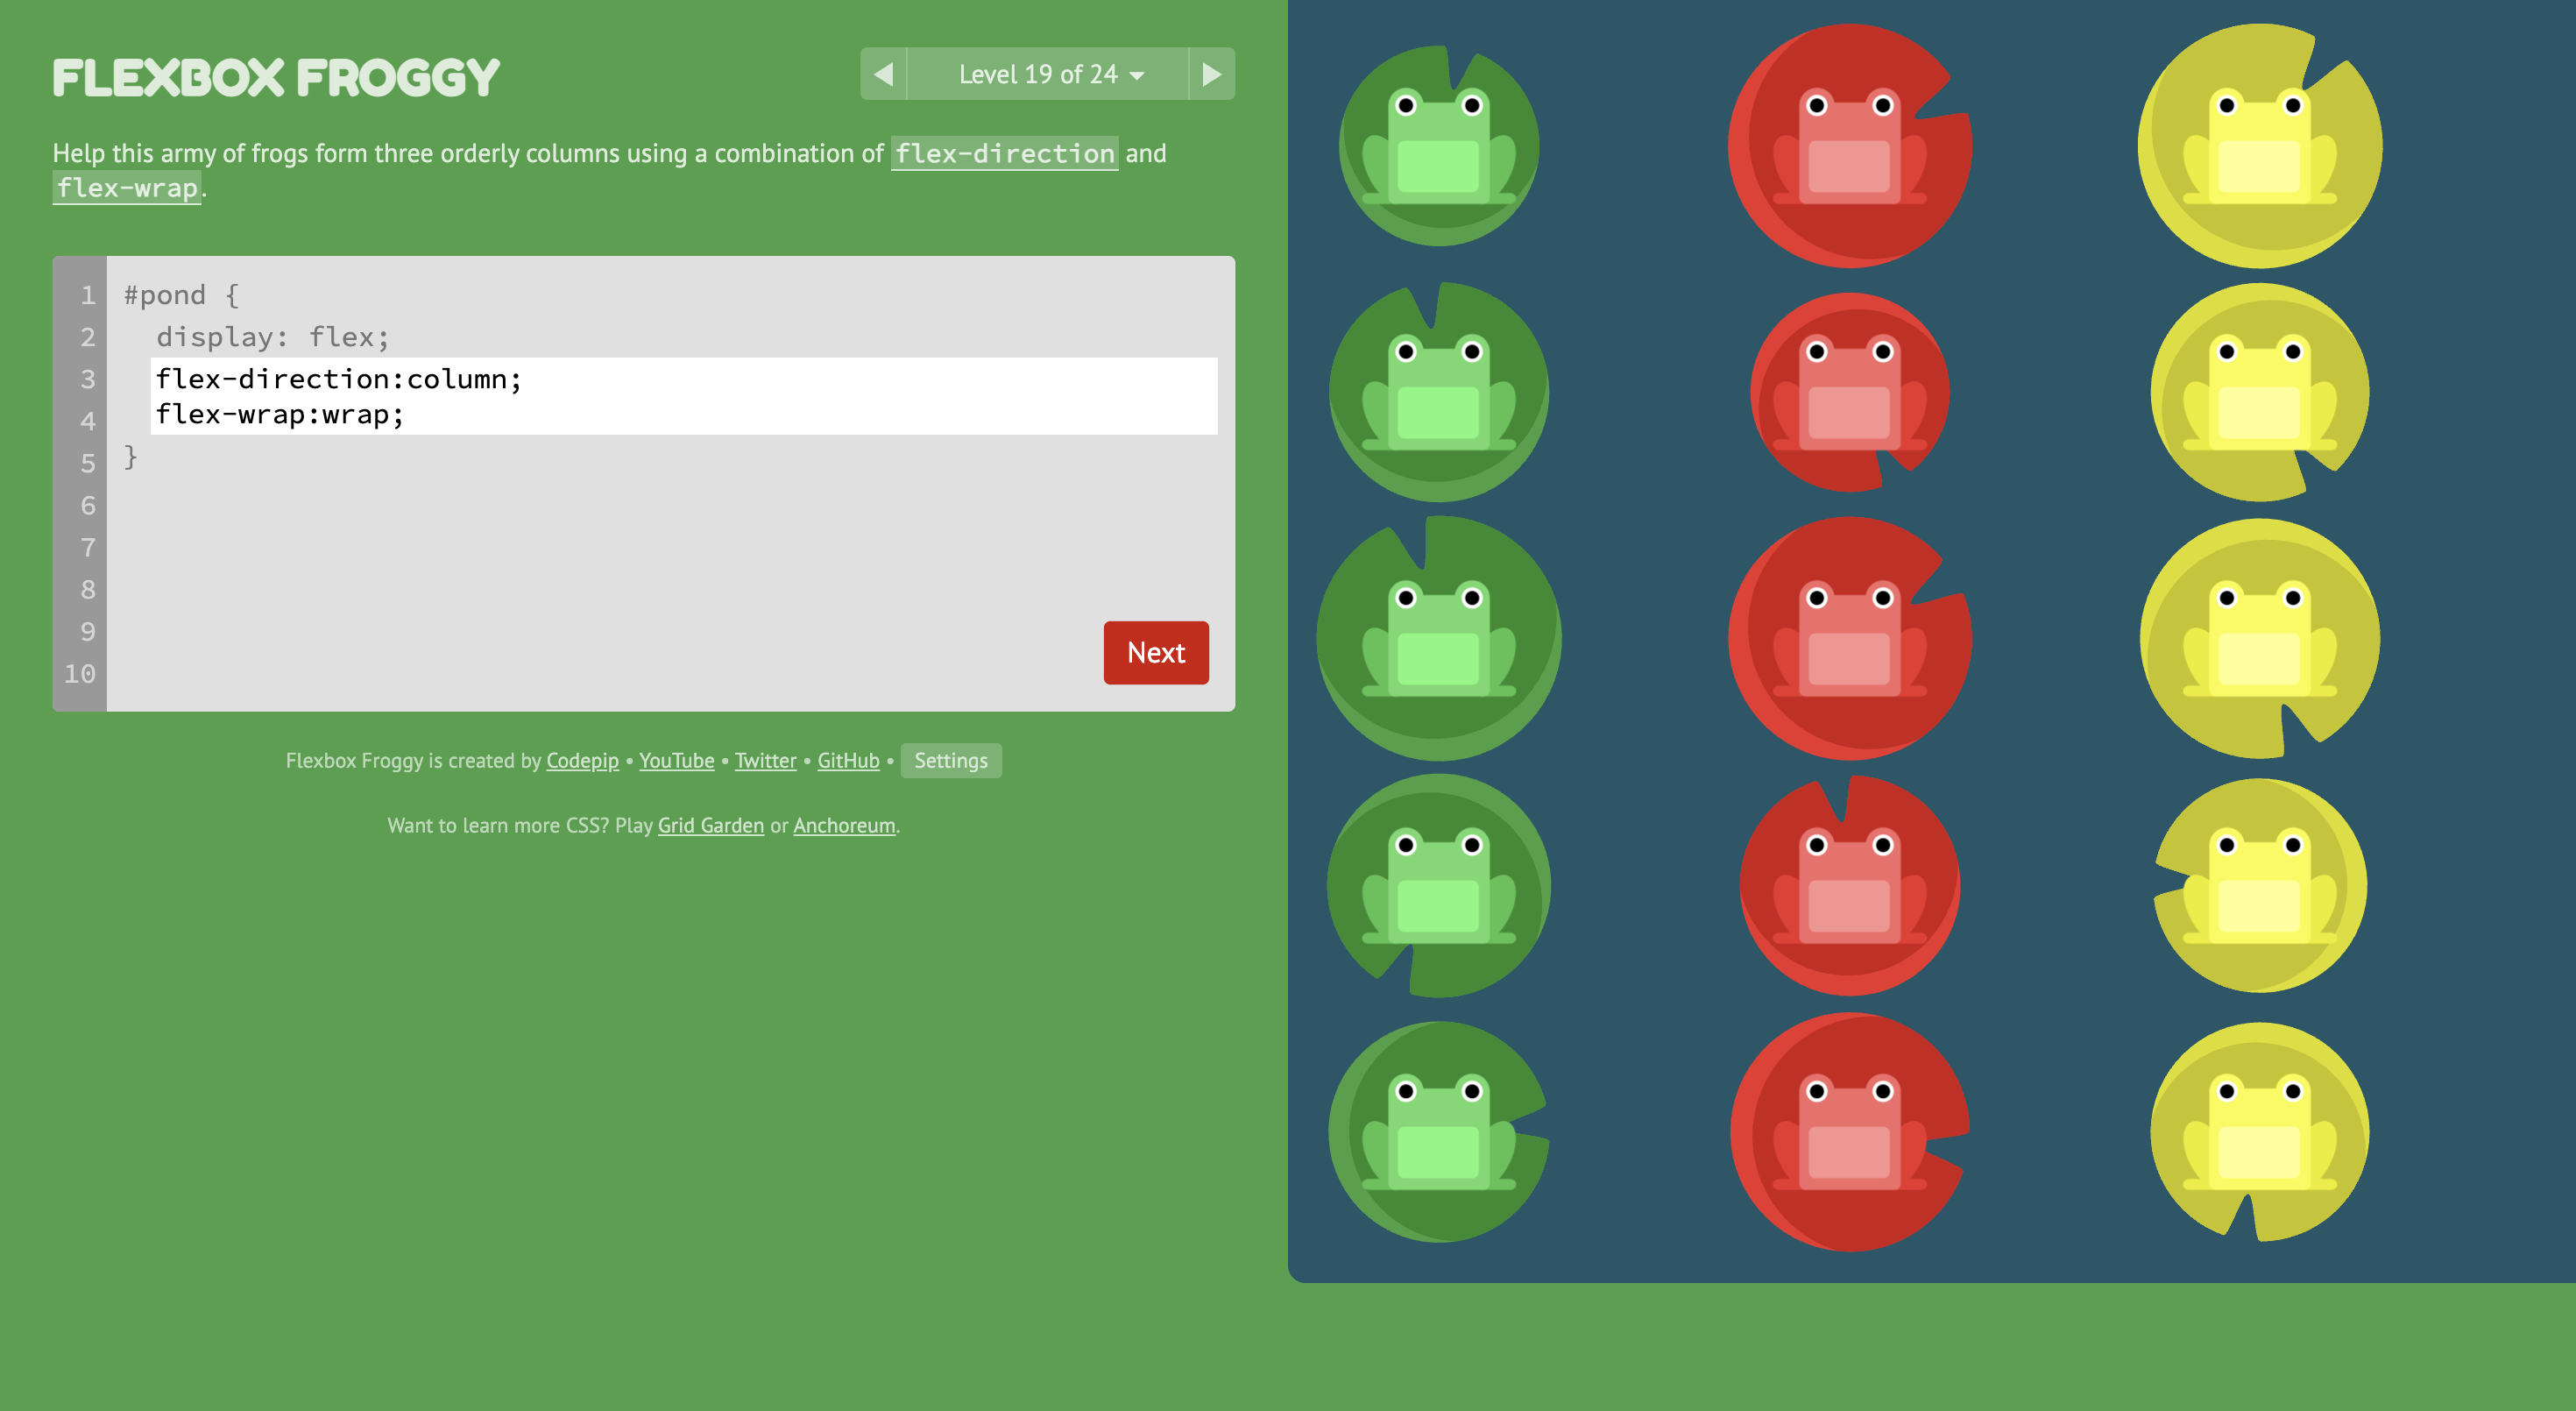 FLEXBOX FROGGY
Level 19 of 24
Help this army of frogs form three orderly columns using a combination of flex-direction and
flex-wrap.
1 #pond {
2 display: flex;
3 flex-direction:column;
4 flex-wrap:wrap;
5 }
6
7
8
9
10
Next
Flexbox Froggy is created by Codepip • YouTube • Twitter • GitHub • Settings
Want to learn more CSS? Play Grid Garden or Anchoreum.